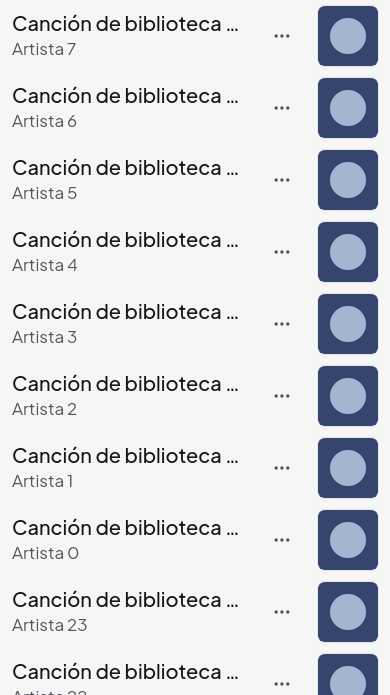 Canción de biblioteca ...
Artista 7
Canción de biblioteca ...
Artista 6
Canción de biblioteca ...
Artista 5
Canción de biblioteca ...
Artista 4
Canción de biblioteca ...
Artista 3
Canción de biblioteca ...
Artista 2
Canción de biblioteca ...
Artista 1
Canción de biblioteca ...
Artista 0
Canción de biblioteca ...
Artista 23
Canción de biblioteca ...
Artista 22